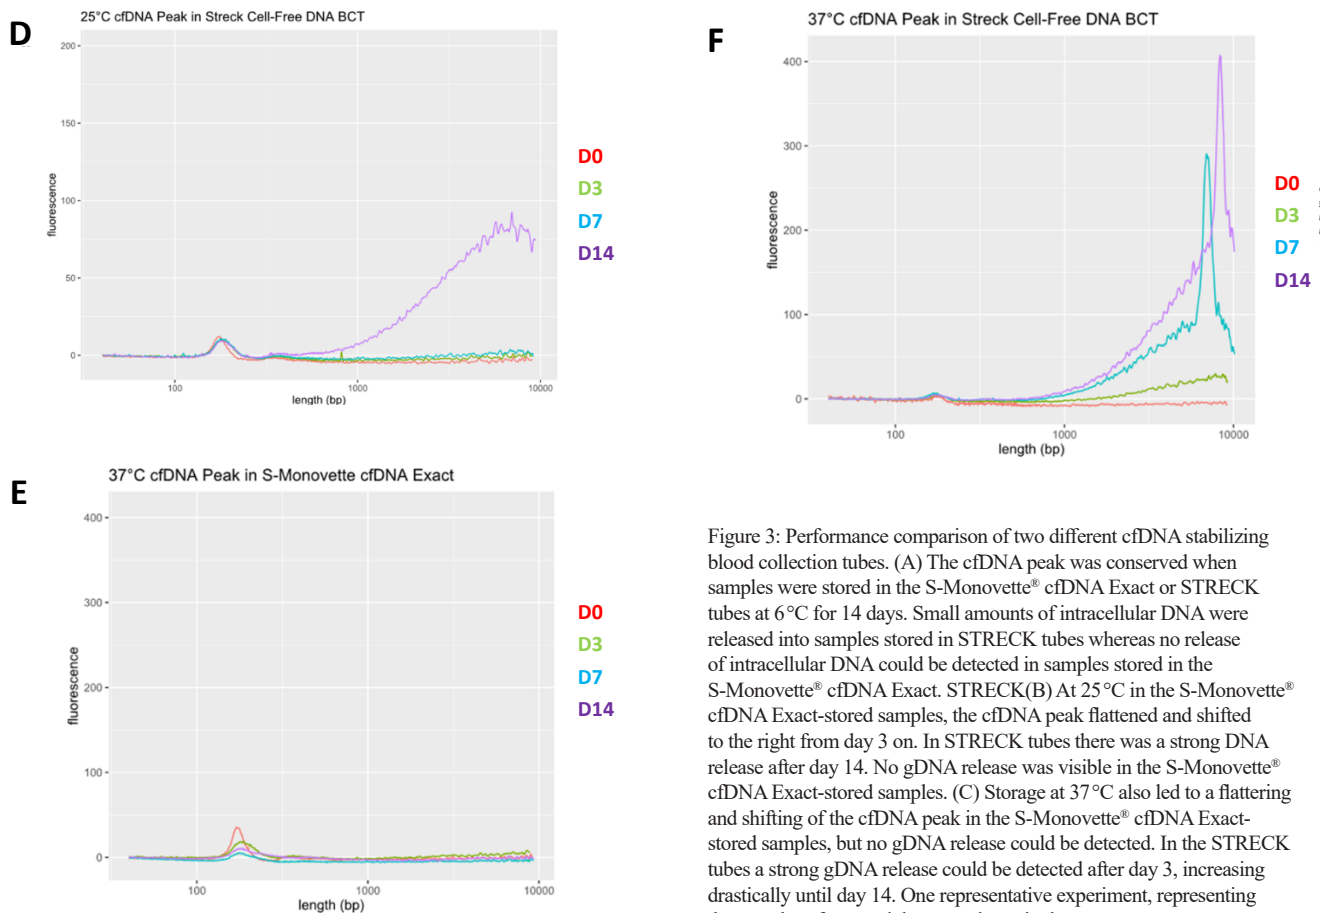 D
25°C cfDNA Peak in Streck Cell-Free DNA BCT
200
150
100
50
0
fluorescence
100
1000
10000
length (bp)
D0
D3
D7
D14
F
37°C cfDNA Peak in Streck Cell-Free DNA BCT
400
300
200
100
0
fluorescence
100
1000
10000
length (bp)
D0
D3
D7
D14
E
37°C cfDNA Peak in S-Monovette cfDNA Exact
400
300
200
100
0
fluorescence
100
1000
10000
length (bp)
D0
D3
D7
D14
Figure 3: Performance comparison of two different cfDNA stabilizing
blood collection tubes. (A) The cfDNA peak was conserved when
samples were stored in the S-Monovette® cfDNA Exact or STRECK
tubes at 6°C for 14 days. Small amounts of intracellular DNA were
released into samples stored in STRECK tubes whereas no release
of intracellular DNA could be detected in samples stored in the
S-Monovette® cfDNA Exact. STRECK(B) At 25°C in the S-Monovette®
cfDNA Exact-stored samples, the cfDNA peak flattened and shifted
to the right from day 3 on. In STRECK tubes there was a strong DNA
release after day 14. No gDNA release was visible in the S-Monovette®
cfDNA Exact-stored samples. (C) Storage at 37°C also led to a flattering
and shifting of the cfDNA peak in the S-Monovette® cfDNA Exact-
stored samples, but no gDNA release could be detected. In the STRECK
tubes a strong gDNA release could be detected after day 3, increasing
drastically until day 14. One representative experiment, representing